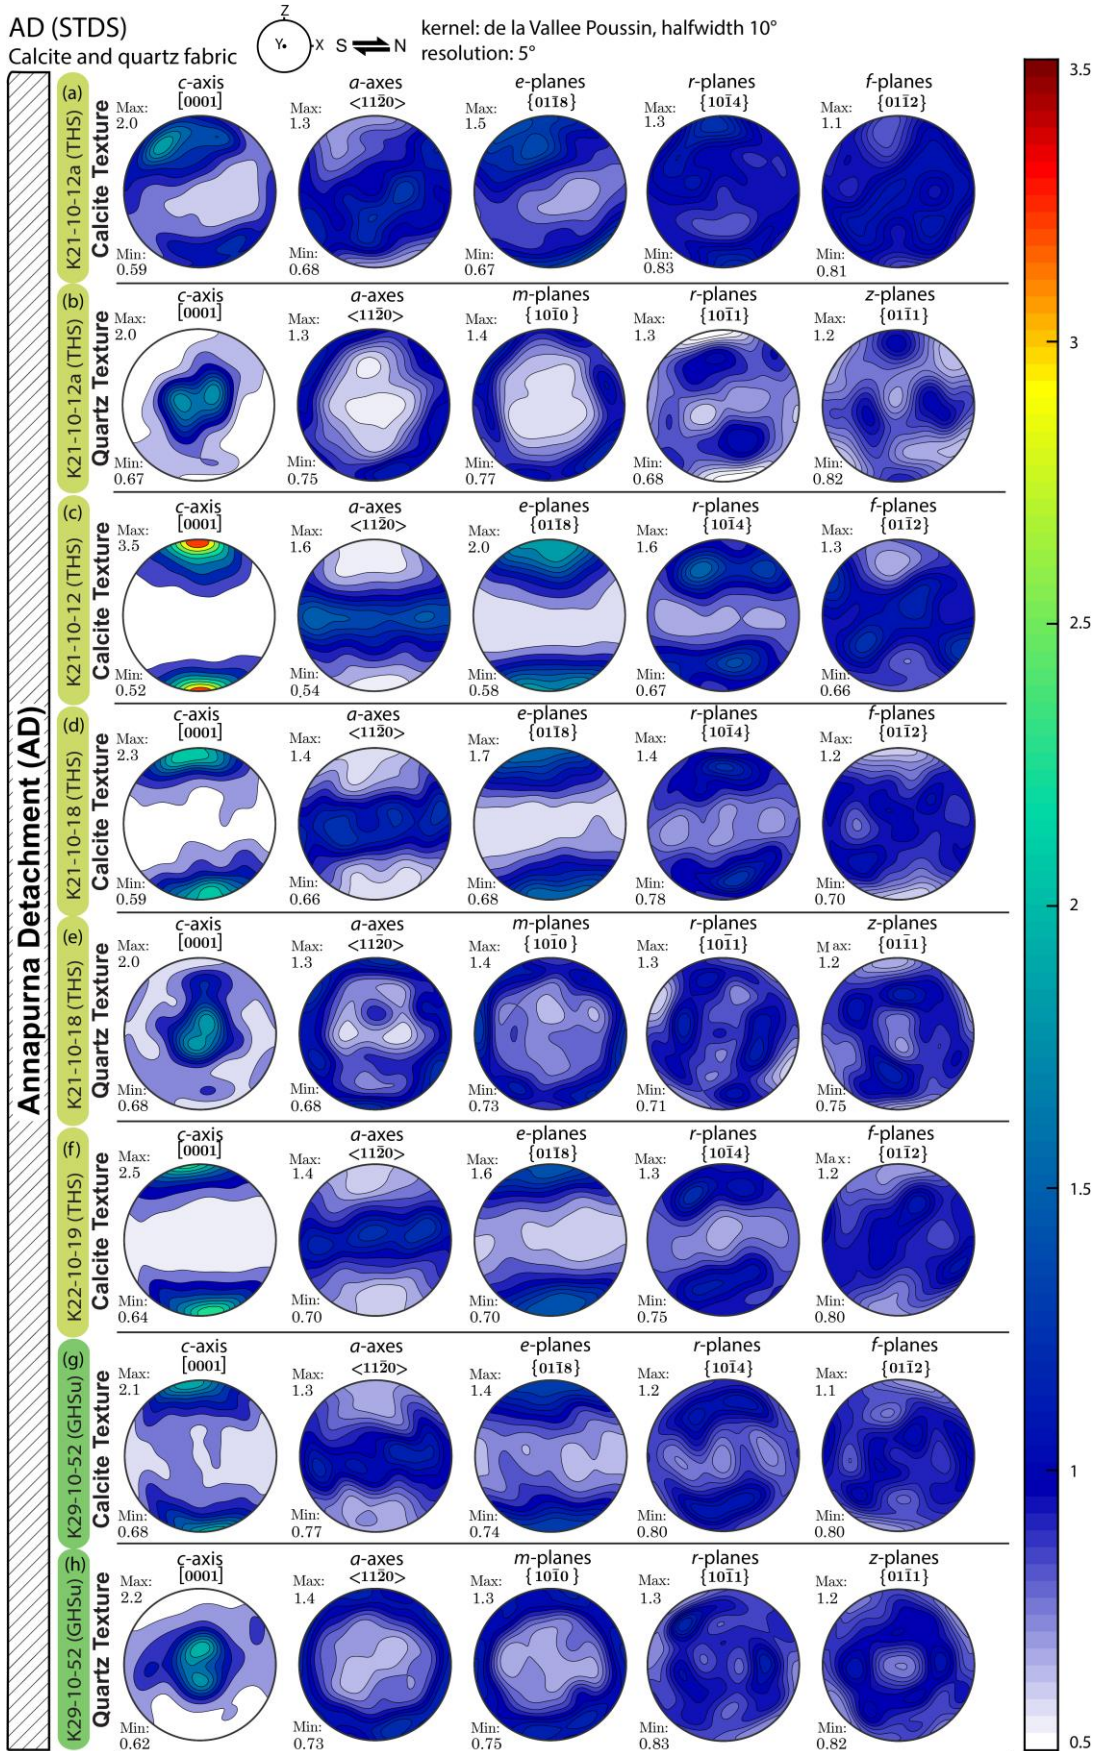 AD (STDS)
Calcite and quartz fabric
Z
Y
X
S
N
kernel: de la Vallee Poussin, halfwidth 10°
resolution: 5°
Annapurna Detachment (AD)
(a)
K21-10-12a (THS)
Calcite Texture
c-axis
[0001]
Max:
2.0
Min:
0.59
a-axes
<112̄0>
Max:
1.3
Min:
0.68
e-planes
{011̄8}
Max:
1.5
Min:
0.67
r-planes
{101̄4}
Max:
1.3
Min:
0.83
f-planes
{011̄2}
Max:
1.1
Min:
0.81
(b)
K21-10-12a (THS)
Quartz Texture
c-axis
[0001]
Max:
2.0
Min:
0.67
a-axes
<112̄0>
Max:
1.3
Min:
0.75
m-planes
{101̄0}
Max:
1.4
Min:
0.77
r-planes
{101̄1}
Max:
1.3
Min:
0.68
z-planes
{011̄1}
Max:
1.2
Min:
0.82
(c)
K21-10-12 (THS)
Calcite Texture
c-axis
[0001]
Max:
3.5
Min:
0.52
a-axes
<112̄0>
Max:
1.6
Min:
0.54
e-planes
{011̄8}
Max:
2.0
Min:
0.58
r-planes
{101̄4}
Max:
1.6
Min:
0.67
f-planes
{011̄2}
Max:
1.3
Min:
0.66
(d)
K21-10-18 (THS)
Calcite Texture
c-axis
[0001]
Max:
2.3
Min:
0.59
a-axes
<112̄0>
Max:
1.4
Min:
0.66
e-planes
{011̄8}
Max:
1.7
Min:
0.68
r-planes
{101̄4}
Max:
1.4
Min:
0.78
f-planes
{011̄2}
Max:
1.2
Min:
0.70
(e)
K21-10-18 (THS)
Quartz Texture
c-axis
[0001]
Max:
2.0
Min:
0.68
a-axes
<112̄0>
Max:
1.3
Min:
0.68
m-planes
{101̄0}
Max:
1.4
Min:
0.73
r-planes
{101̄1}
Max:
1.3
Min:
0.71
z-planes
{011̄1}
Max:
1.2
Min:
0.75
(f)
K22-10-19 (THS)
Calcite Texture
c-axis
[0001]
Max:
2.5
Min:
0.64
a-axes
<112̄0>
Max:
1.4
Min:
0.70
e-planes
{011̄8}
Max:
1.6
Min:
0.70
r-planes
{101̄4}
Max:
1.3
Min:
0.75
f-planes
{011̄2}
Max:
1.2
Min:
0.80
(g)
K29-10-52 (GHSu)
Calcite Texture
c-axis
[0001]
Max:
2.1
Min:
0.68
a-axes
<112̄0>
Max:
1.3
Min:
0.77
e-planes
{011̄8}
Max:
1.4
Min:
0.74
r-planes
{101̄4}
Max:
1.2
Min:
0.80
f-planes
{011̄2}
Max:
1.1
Min:
0.80
(h)
K29-10-52 (GHSu)
Quartz Texture
c-axis
[0001]
Max:
2.2
Min:
0.62
a-axes
<112̄0>
Max:
1.4
Min:
0.73
m-planes
{101̄0}
Max:
1.3
Min:
0.75
r-planes
{101̄1}
Max:
1.3
Min:
0.83
z-planes
{011̄1}
Max:
1.2
Min:
0.82
3.5
3
2.5
2
1.5
1
0.5